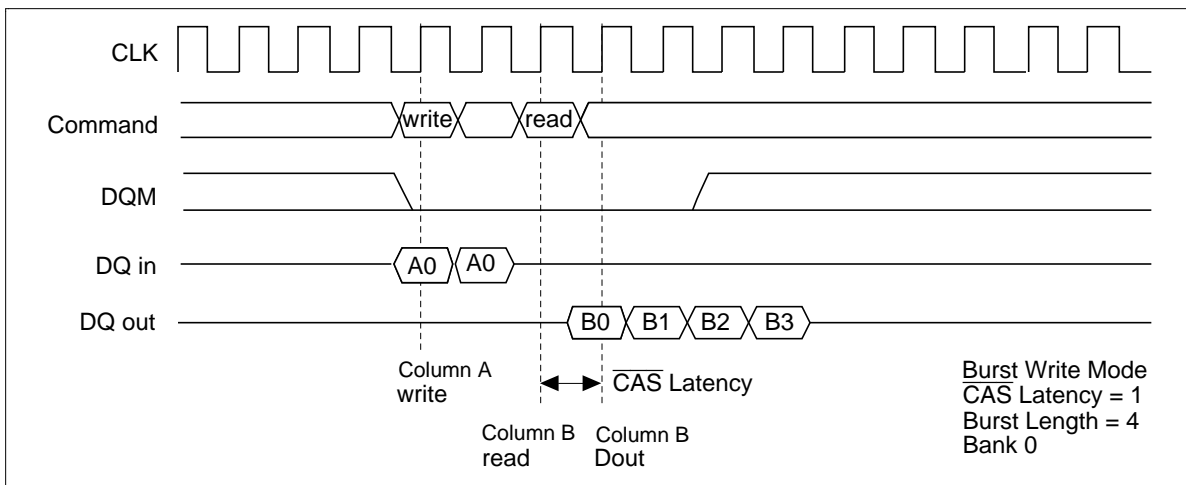 CLK
Command write read
DQM
DQ in A0 A0
DQ out B0 B1 B2 B3
Column A
write
CAS Latency
Column B
read
Column B
Dout
Burst Write Mode
CAS Latency = 1
Burst Length = 4
Bank 0